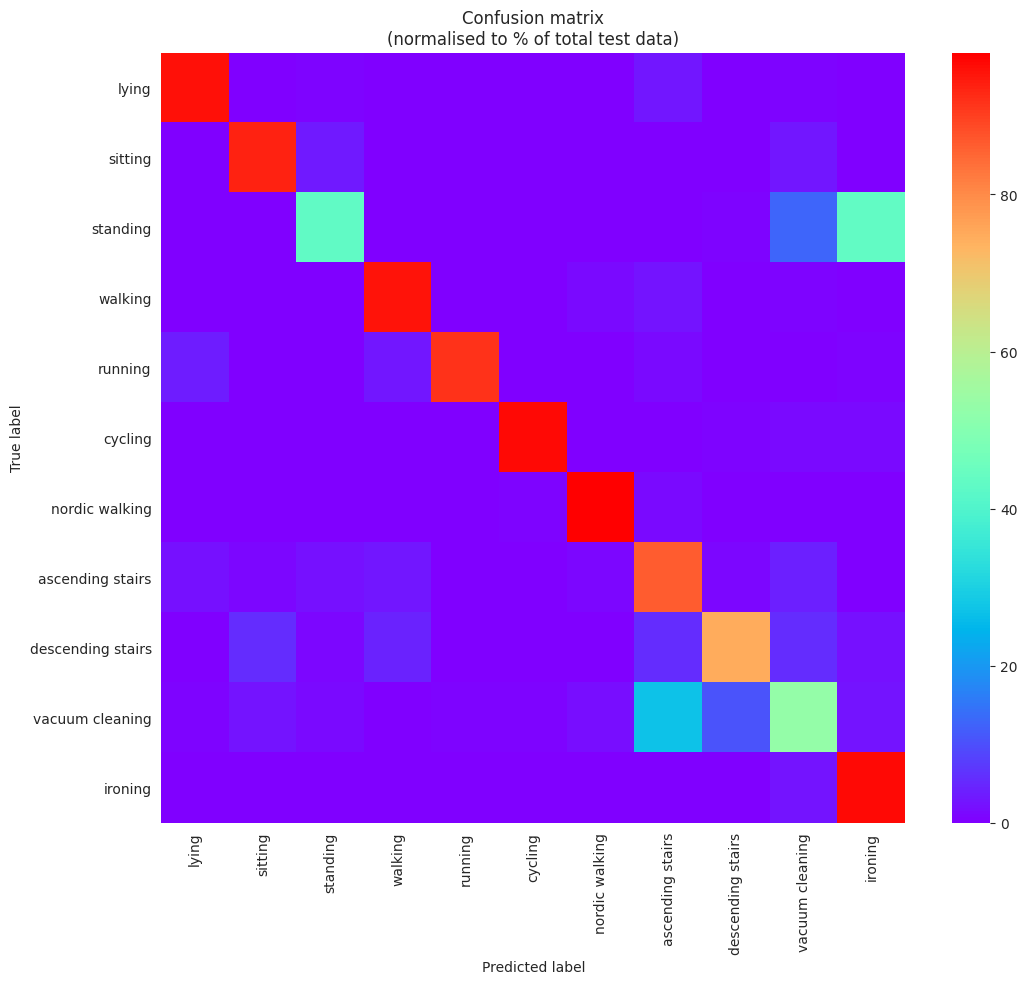 Confusion matrix
(normalised to % of total test data)
True label
lying
sitting
standing
walking
running
cycling
nordic walking
ascending stairs
descending stairs
vacuum cleaning
ironing
lying
sitting
standing
walking
running
cycling
nordic walking
ascending stairs
descending stairs
vacuum cleaning
ironing
Predicted label
80
60
40
20
0